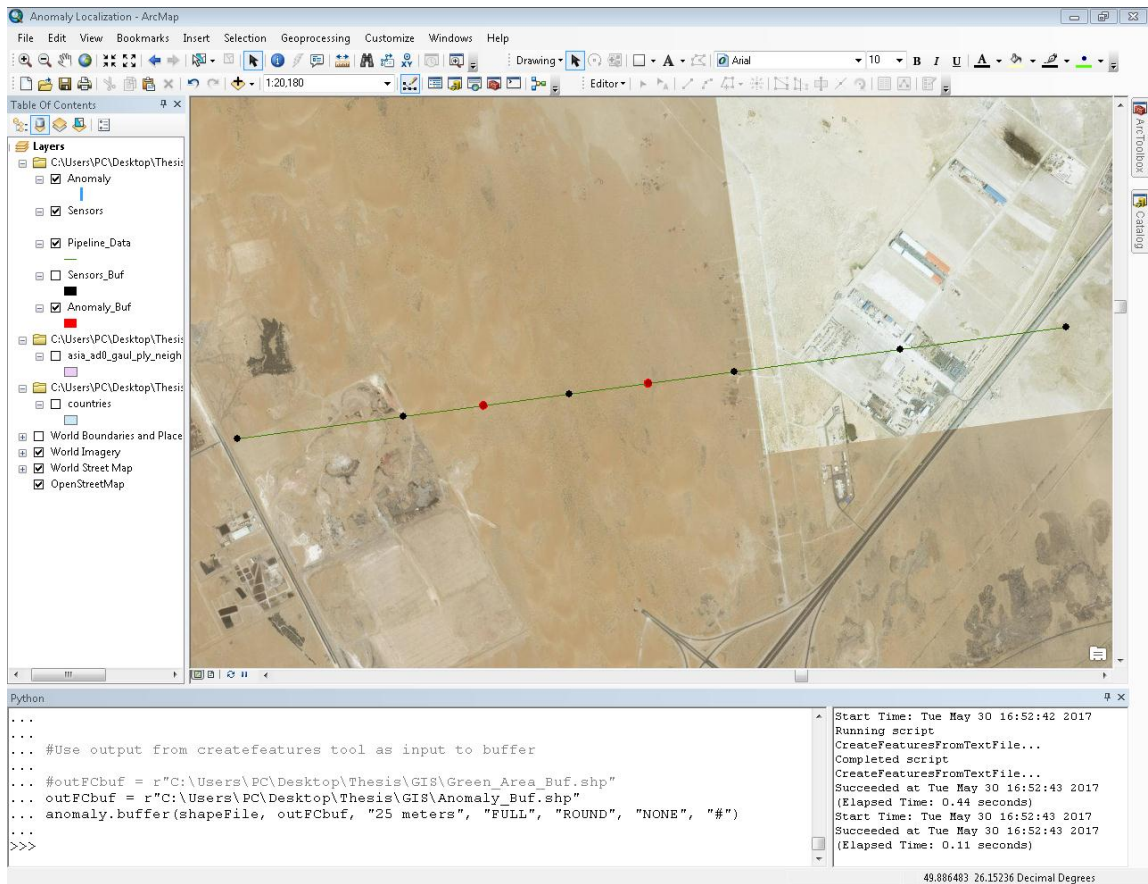 Anomaly Localization - ArcMap
File Edit View Bookmarks Insert Selection Geoprocessing Customize Windows Help
Drawing Arial 10 B I U A
1:20,180 Editor
Table Of Contents
Layers
C:\Users\PC\Desktop\Thesis
Anomaly
Sensors
Pipeline_Data
Sensors_Buf
Anomaly_Buf
C:\Users\PC\Desktop\Thesis
asia_ad0_gaul_ply_neigh
C:\Users\PC\Desktop\Thesis
countries
World Boundaries and Place
World Imagery
World Street Map
OpenStreetMap
ArcToolbox
Catalog
Python
...
...
... #Use output from createfeatures tool as input to buffer
...
... #outFCbuf = r"C:\Users\PC\Desktop\Thesis\GIS\Green_Area_Buf.shp"
... outFCbuf = r"C:\Users\PC\Desktop\Thesis\GIS\Anomaly_Buf.shp"
... anomaly.buffer(shapeFile, outFCbuf, "25 meters", "FULL", "ROUND", "NONE", "#")
...
>>>
Start Time: Tue May 30 16:52:42 2017
Running script
CreateFeaturesFromTextFile...
Completed script
CreateFeaturesFromTextFile...
Succeeded at Tue May 30 16:52:43 2017
(Elapsed Time: 0.44 seconds)
Start Time: Tue May 30 16:52:43 2017
Succeeded at Tue May 30 16:52:43 2017
(Elapsed Time: 0.11 seconds)
49.886483 26.15236 Decimal Degrees